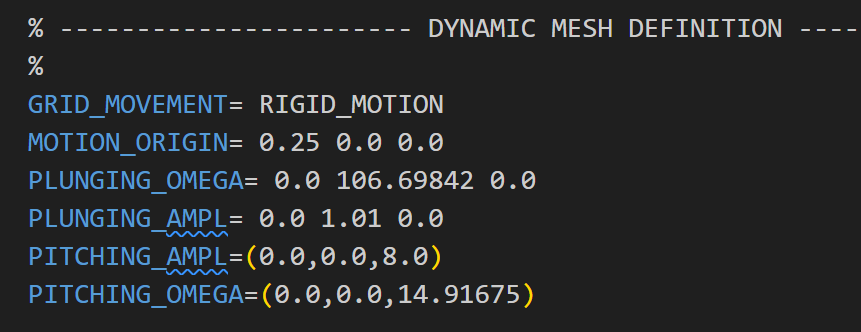 % ----------------------- DYNAMIC MESH DEFINITION ----
%
GRID_MOVEMENT= RIGID_MOTION
MOTION_ORIGIN= 0.25 0.0 0.0
PLUNGING_OMEGA= 0.0 106.69842 0.0
PLUNGING_AMPL= 0.0 1.01 0.0
PITCHING_AMPL=(0.0,0.0,8.0)
PITCHING_OMEGA=(0.0,0.0,14.91675)